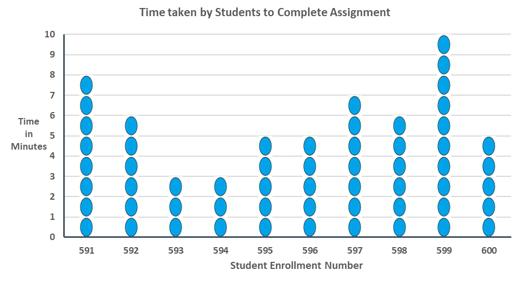 Time taken by Students to Complete Assignment
10
9
8
7
6
5
4
3
2
1
0
Time
in
Minutes
591 592 593 594 595 596 597 598 599 600
Student Enrollment Number